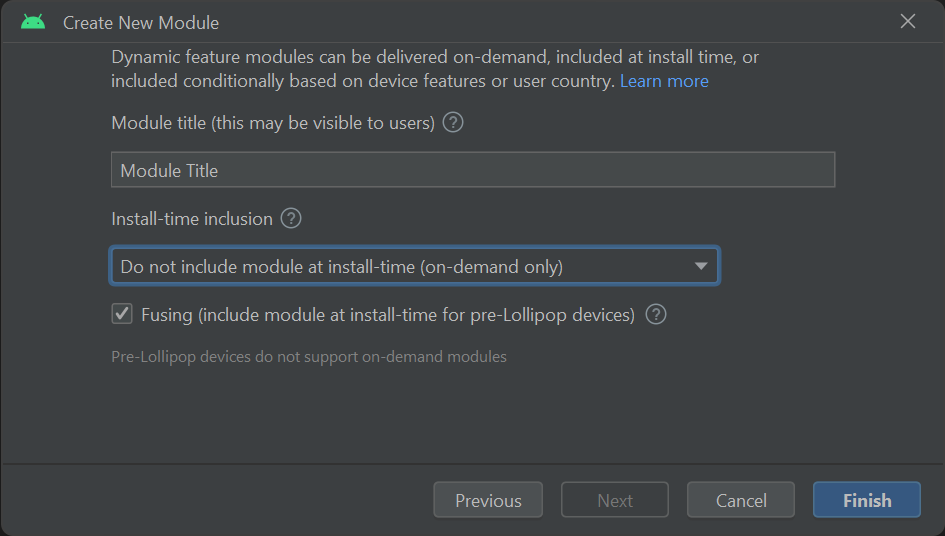 Create New Module
Dynamic feature modules can be delivered on-demand, included at install time, or
included conditionally based on device features or user country. Learn more
Module title (this may be visible to users) ?
Module Title
Install-time inclusion ?
Do not include module at install-time (on-demand only)
Fusing (include module at install-time for pre-Lollipop devices) ?
Pre-Lollipop devices do not support on-demand modules
Previous Next Cancel Finish